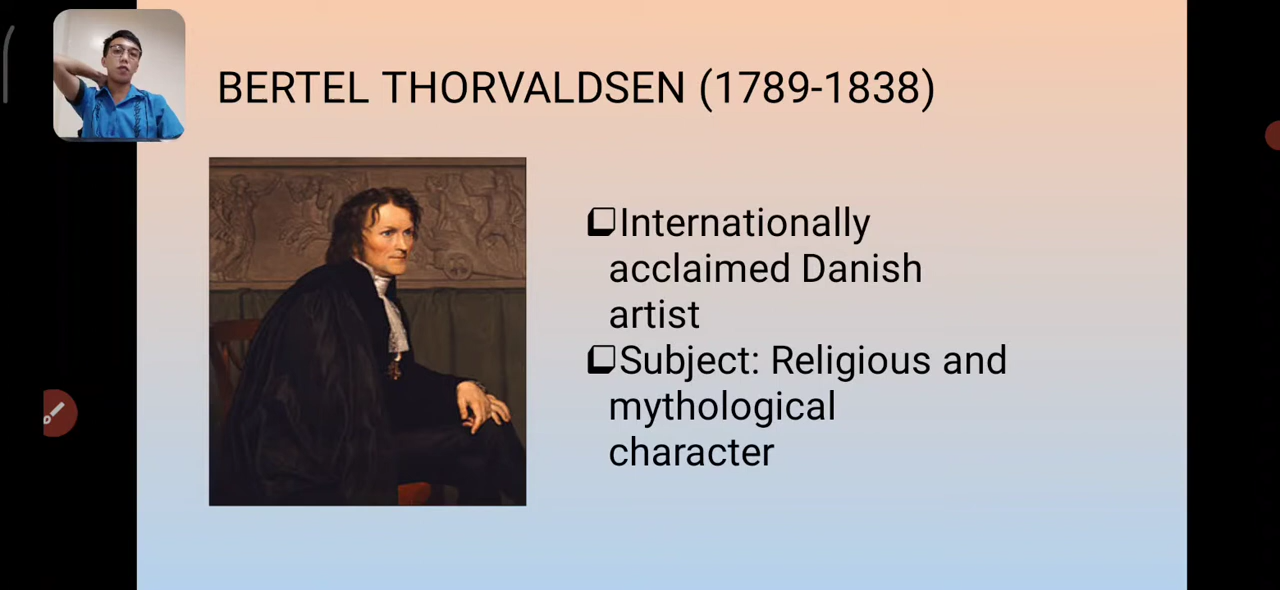 BERTEL THORVALDSEN (1789-1838)
Internationally
acclaimed Danish
artist
Subject: Religious and
mythological
character